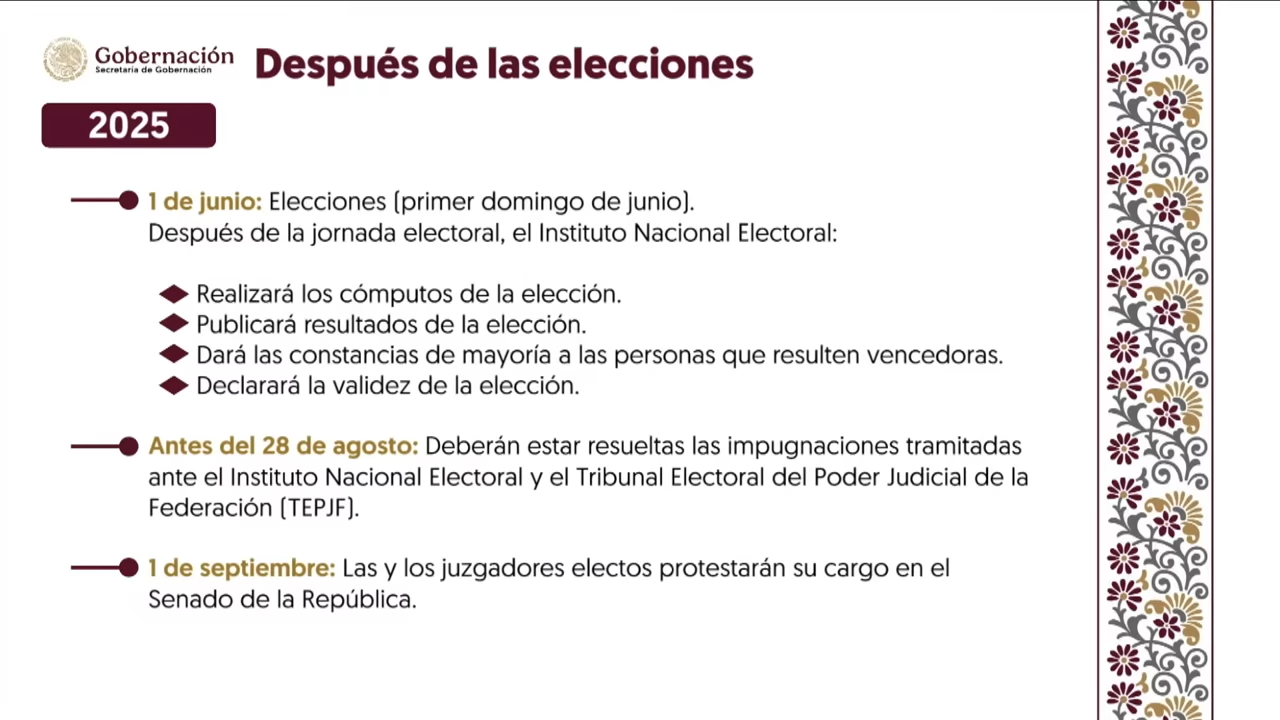 Gobernación
Secretaría de Gobernación
Después de las elecciones
2025
1 de junio: Elecciones (primer domingo de junio).
Después de la jornada electoral, el Instituto Nacional Electoral:
Realizará los cómputos de la elección.
Publicará resultados de la elección.
Dará las constancias de mayoría a las personas que resulten vencedoras.
Declarará la validez de la elección.
Antes del 28 de agosto: Deberán estar resueltas las impugnaciones tramitadas
ante el Instituto Nacional Electoral y el Tribunal Electoral del Poder Judicial de la
Federación (TEPJF).
1 de septiembre: Las y los juzgadores electos protestarán su cargo en el
Senado de la República.